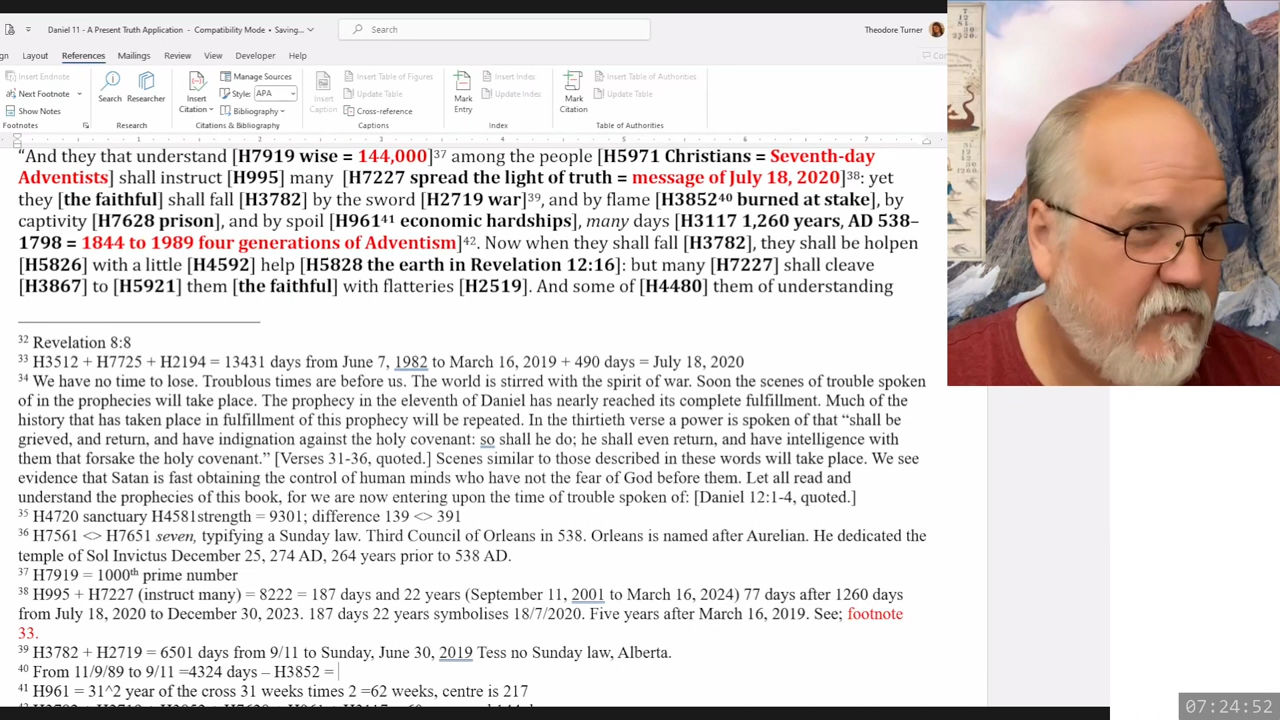 Daniel 11 - A Present Truth Application - Compatibility Mode • Saving...
Search
Theodore Turner
Layout References Mailings Review View Help
Insert Endnote
Next Footnote
Show Notes
Search
Researcher
Insert Citation
Manage Sources
Style: APA
Bibliography
Insert Caption
Insert Table of Figures
Update Table
Cross-reference
Mark Entry
Insert Index
Update Index
Mark Citation
Insert Table of Authorities
Update Table
Footnotes
Research
Citations & Bibliography
Captions
Index
Table of Authorities
“And they that understand [H7919 wise = 144,000]37 among the people [H5971 Christians = Seventh-day
Adventists] shall instruct [H995] many [H7227 spread the light of truth = message of July 18, 2020]38: yet
they [the faithful] shall fall [H3782] by the sword [H2719 war]39, and by flame [H385240 burned at stake], by
captivity [H7628 prison], and by spoil [H96141 economic hardships], many days [H3117 1,260 years, AD 538–
1798 = 1844 to 1989 four generations of Adventism]42. Now when they shall fall [H3782], they shall be holpen
[H5826] with a little [H4592] help [H5828 the earth in Revelation 12:16]: but many [H7227] shall cleave
[H3867] to [H5921] them [the faithful] with flatteries [H2519]. And some of [H4480] them of understanding
32 Revelation 8:8
33 H3512 + H7725 + H2194 = 13431 days from June 7, 1982 to March 16, 2019 + 490 days = July 18, 2020
34 We have no time to lose. Troublous times are before us. The world is stirred with the spirit of war. Soon the scenes of trouble spoken
of in the prophecies will take place. The prophecy in the eleventh of Daniel has nearly reached its complete fulfillment. Much of the
history that has taken place in fulfillment of this prophecy will be repeated. In the thirtieth verse a power is spoken of that “shall be
grieved, and return, and have indignation against the holy covenant: so shall he do; he shall even return, and have intelligence with
them that forsake the holy covenant.” [Verses 31-36, quoted.] Scenes similar to those described in these words will take place. We see
evidence that Satan is fast obtaining the control of human minds who have not the fear of God before them. Let all read and
understand the prophecies of this book, for we are now entering upon the time of trouble spoken of: [Daniel 12:1-4, quoted.]
35 H4720 sanctuary H4581strength = 9301; difference 139 <> 391
36 H7561 <> H7651 seven, typifying a Sunday law. Third Council of Orleans in 538. Orleans is named after Aurelian. He dedicated the
temple of Sol Invictus December 25, 274 AD, 264 years prior to 538 AD.
37 H7919 = 1000th prime number
38 H995 + H7227 (instruct many) = 8222 = 187 days and 22 years (September 11, 2001 to March 16, 2024) 77 days after 1260 days
from July 18, 2020 to December 30, 2023. 187 days 22 years symbolises 18/7/2020. Five years after March 16, 2019. See; footnote
33.
39 H3782 + H2719 = 6501 days from 9/11 to Sunday, June 30, 2019 Tess no Sunday law, Alberta.
40 From 11/9/89 to 9/11 =4324 days – H3852 =
41 H961 = 31^2 year of the cross 31 weeks times 2 =62 weeks, centre is 217
07:24:52